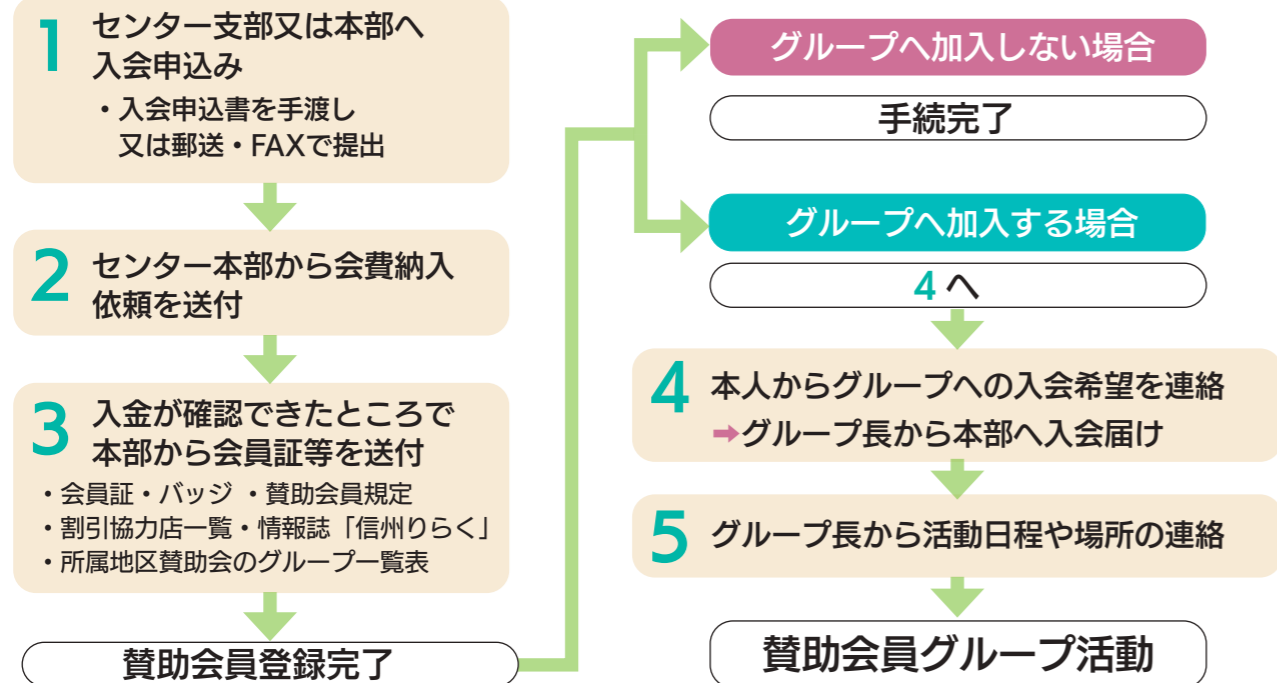 1 センター支部又は本部へ
入会申込み
・入会申込書を手渡し
又は郵送・FAXで提出
2 センター本部から会費納入
依頼を送付
3 入金が確認できたところで
本部から会員証等を送付
・会員証・バッジ ・賛助会員規定
・割引協力店一覧・情報誌「信州りらく」
・所属地区賛助会のグループ一覧表
賛助会員登録完了
グループへ加入しない場合
手続完了
グループへ加入する場合
4 へ
4 本人からグループへの入会希望を連絡
➡グループ長から本部へ入会届け
5 グループ長から活動日程や場所の連絡
賛助会員グループ活動